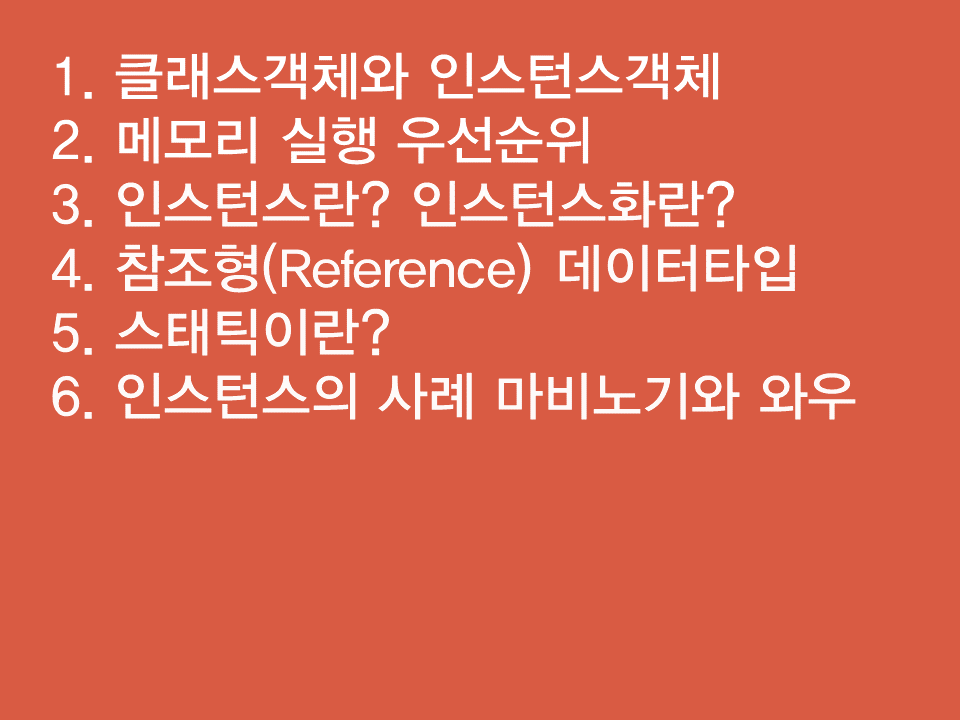 1. 클래스객체와 인스턴스객체
2. 메모리 실행 우선순위
3. 인스턴스란? 인스턴스화란?
4. 참조형(Reference) 데이터타입
5. 스태틱이란?
6. 인스턴스의 사례 마비노기와 와우